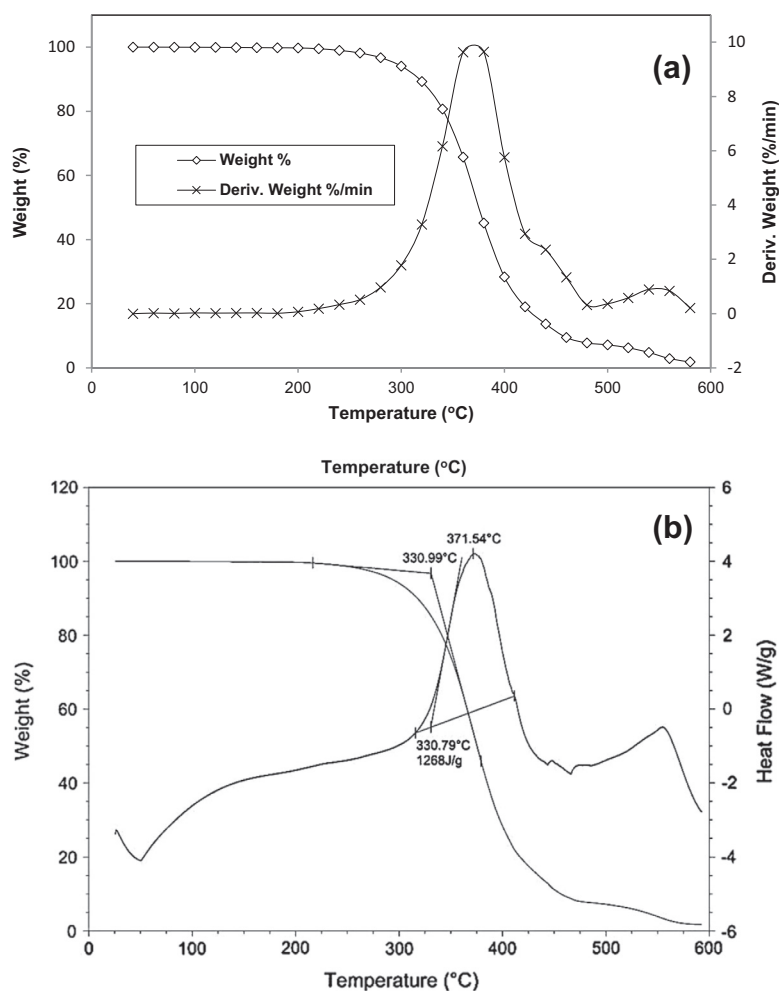 (a)
100
80
60
40
20
0
Weight (%)
Weight %
Deriv. Weight %/min
10
8
6
4
2
0
-2
Deriv. Weight (%/min)
0 100 200 300 400 500 600
Temperature (°C)
Temperature (°C)
(b)
120
100
80
60
40
20
0
Weight (%)
371.54°C
330.99°C
330.79°C
1268J/g
6
4
2
0
-2
-4
-6
Heat Flow (W/g)
0 100 200 300 400 500 600
Temperature (°C)